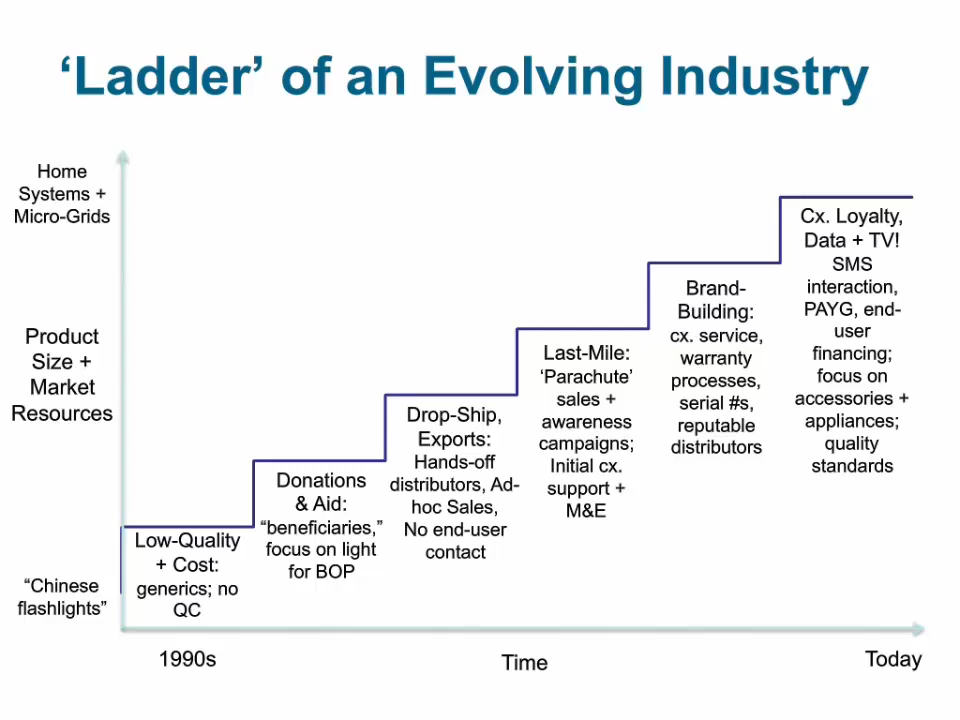 ‘Ladder’ of an Evolving Industry
Home
Systems +
Micro-Grids
Product
Size +
Market
Resources
“Chinese
flashlights”
Low-Quality
+ Cost:
generics; no
QC
Donations
& Aid:
“beneficiaries,”
focus on light
for BOP
Drop-Ship,
Exports:
Hands-off
distributors, Ad-
hoc Sales,
No end-user
contact
Last-Mile:
‘Parachute’
sales +
awareness
campaigns;
Initial cx.
support +
M&E
Brand-
Building:
cx. service,
warranty
processes,
serial #s,
reputable
distributors
Cx. Loyalty,
Data + TV!
SMS
interaction,
PAYG, end-
user
financing;
focus on
accessories +
appliances;
quality
standards
1990s
Time
Today